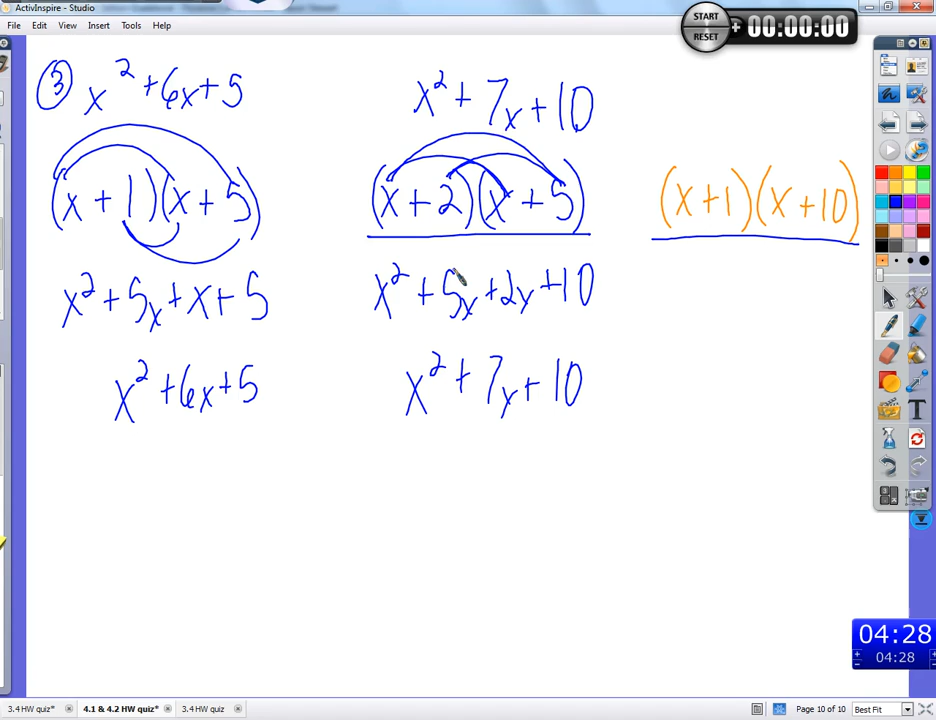 ActivInspire - Studio
File Edit View Insert Tools Help
START
RESET
00:00:00
③ x² + 6x + 5
(x + 1)(x + 5)
x² + 5x + x + 5
x² + 6x + 5
x² + 7x + 10
(x + 2)(x + 5)
x² + 5x + 2x + 10
x² + 7x + 10
(x + 1)(x + 10)
04:28
04:28
3.4 HW quiz*
4.1 & 4.2 HW quiz*
3.4 HW quiz
Page 10 of 10
Best Fit